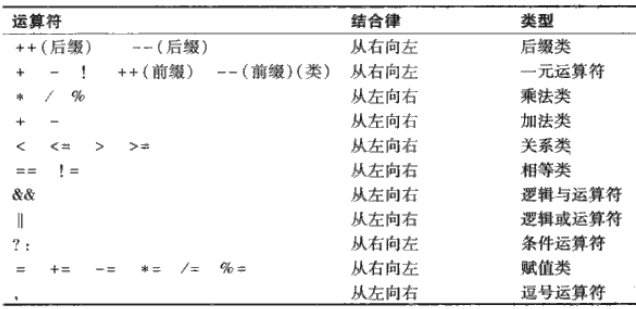 运算符 结合律 类型
++(后缀) --(后缀) 从右向左 后缀类
+ - ! ++(前缀) --(前缀)(类) 从右向左 一元运算符
* / % 从左向右 乘法类
+ - 从左向右 加法类
< <= > >= 从左向右 关系类
== != 从左向右 相等类
&& 从左向右 逻辑与运算符
|| 从左向右 逻辑或运算符
?: 从右向左 条件运算符
= += -= *= /= %= 从右向左 赋值类
, 从左向右 逗号运算符